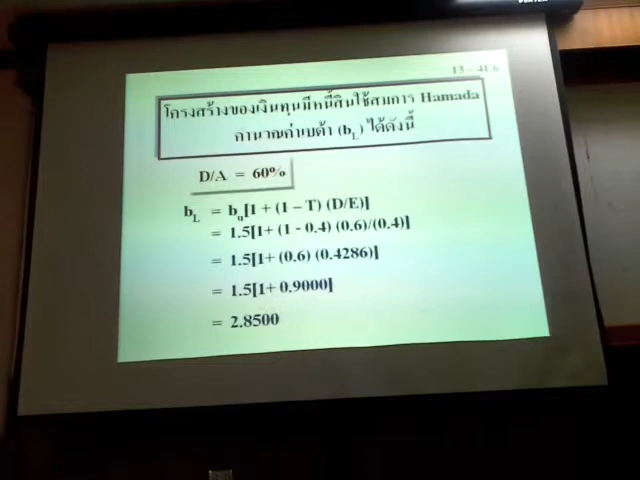 โครงสร้างของเงินทุนมีหนี้สินใช้สมการ Hamada
คำนวณค่าเบต้า (bL) ได้ดังนี้
D/A = 60%
bL = bu[1 + (1 – T) (D/E)]
= 1.5[1+ (1 - 0.4) (0.6)/(0.4)]
= 1.5[1+ (0.6) (0.4286)]
= 1.5[1+ 0.9000]
= 2.8500